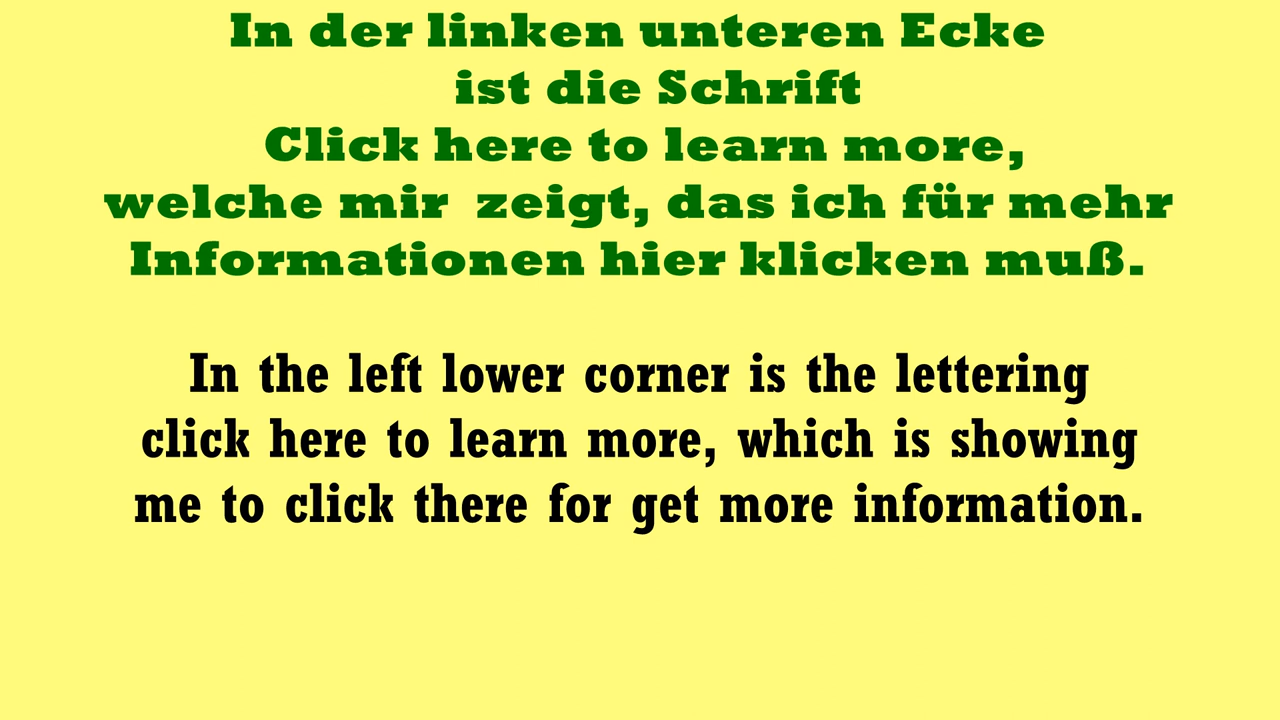 In der linken unteren Ecke
ist die Schrift
Click here to learn more,
welche mir zeigt, das ich für mehr
Informationen hier klicken muß.
In the left lower corner is the lettering
click here to learn more, which is showing
me to click there for get more information.